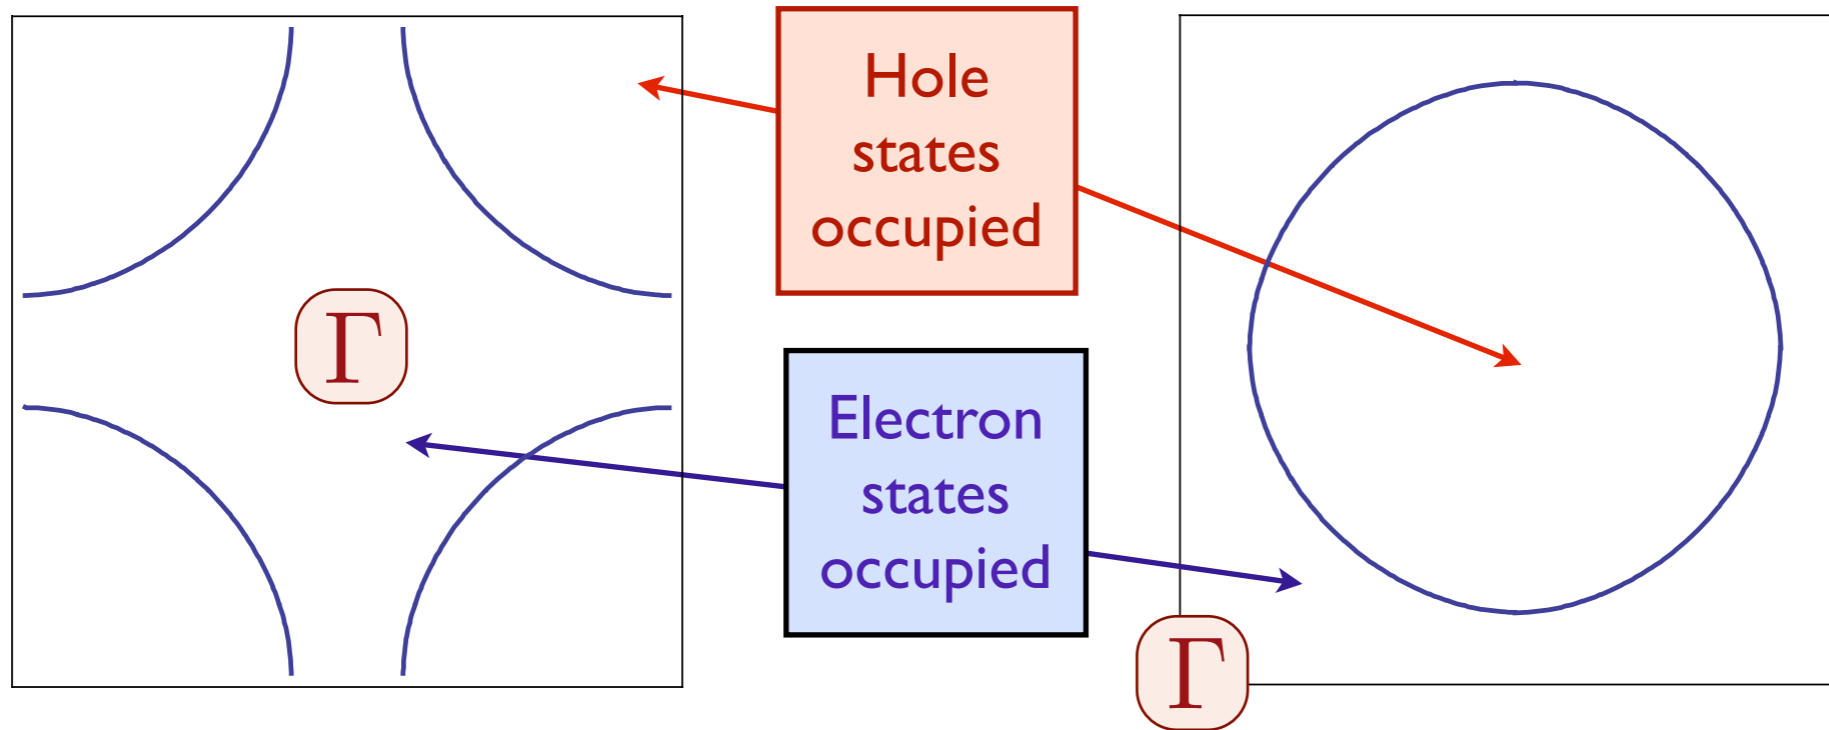 Hole
states
occupied
Γ
Electron
states
occupied
Γ